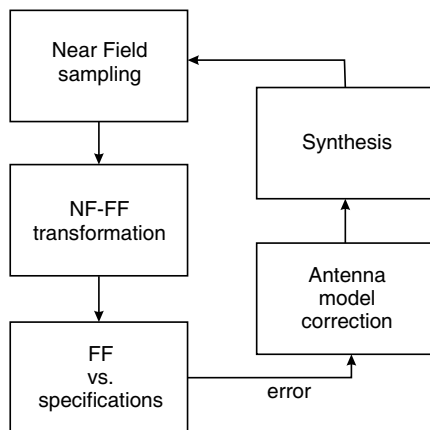 Near Field
sampling
NF-FF
transformation
FF
vs.
specifications
error
Antenna
model
correction
Synthesis